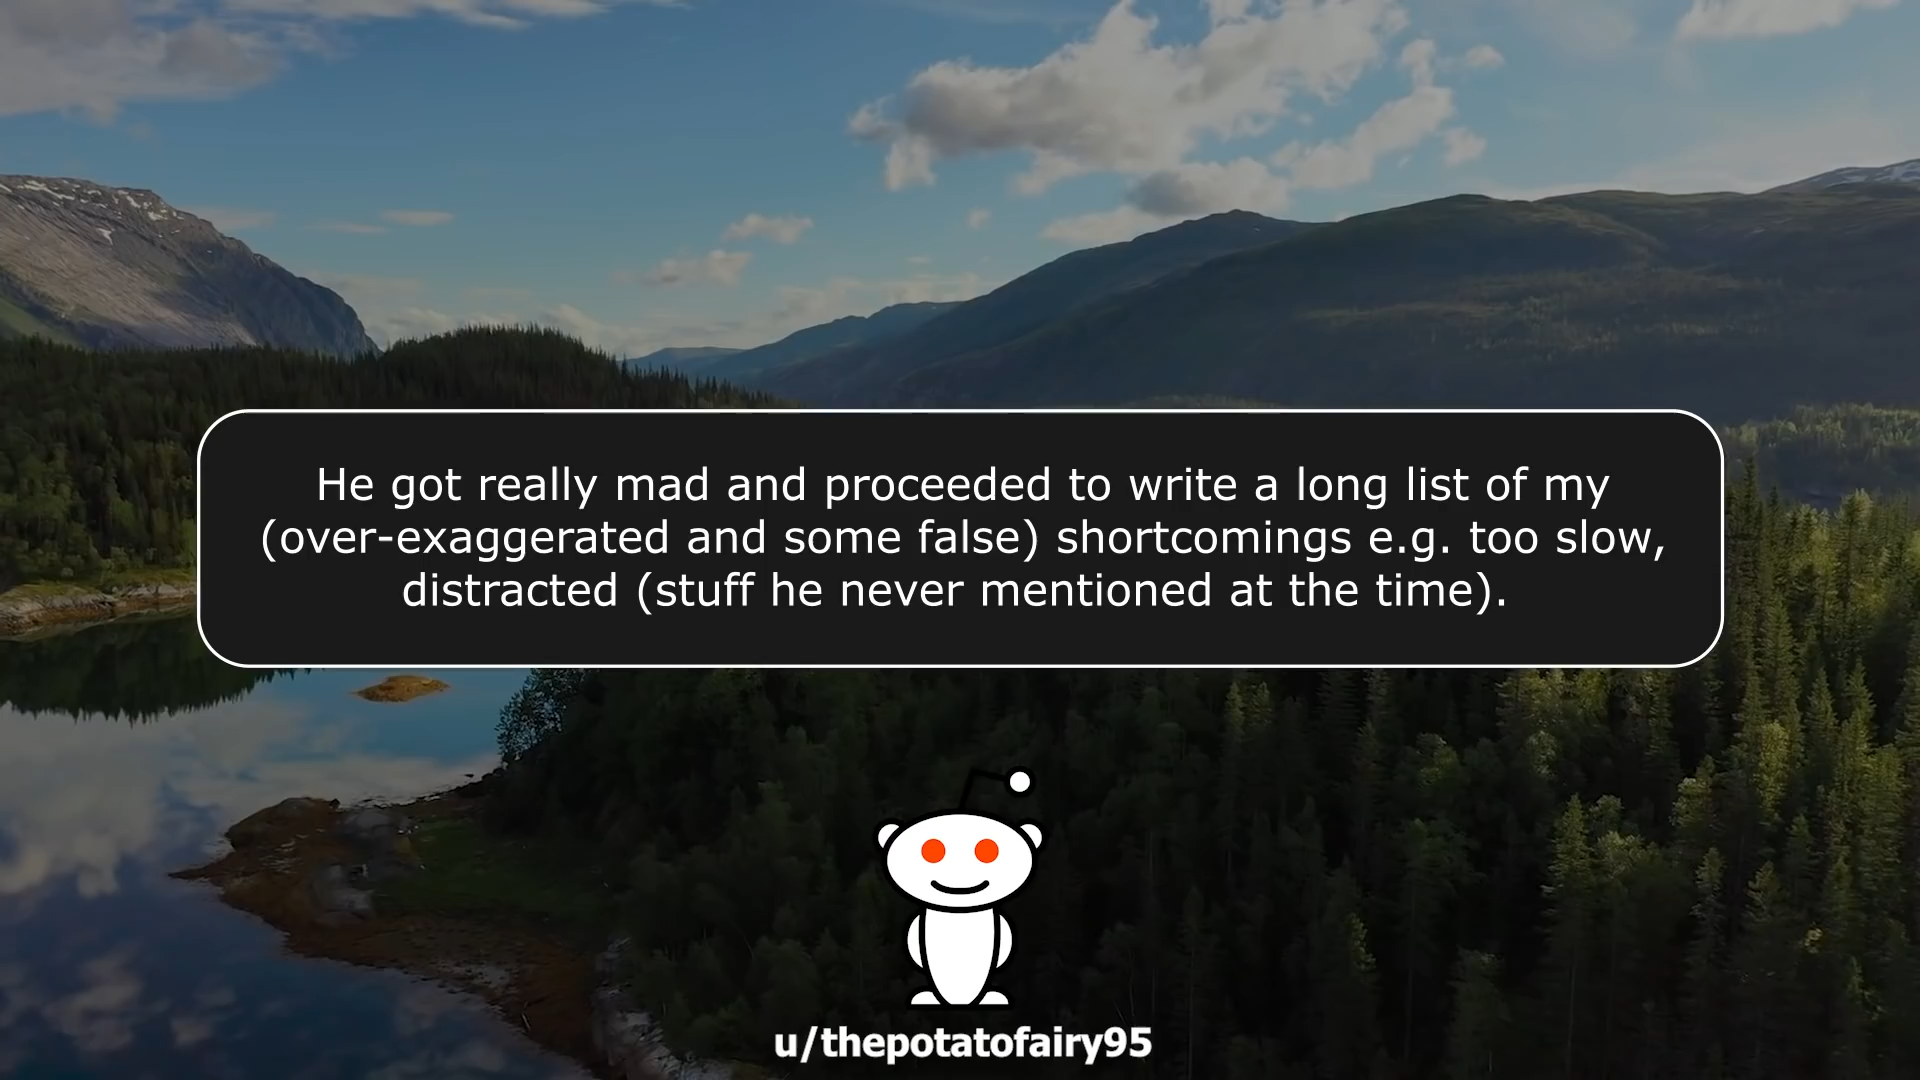 He got really mad and proceeded to write a long list of my
(over-exaggerated and some false) shortcomings e.g. too slow,
distracted (stuff he never mentioned at the time).
u/thepotatofairy95